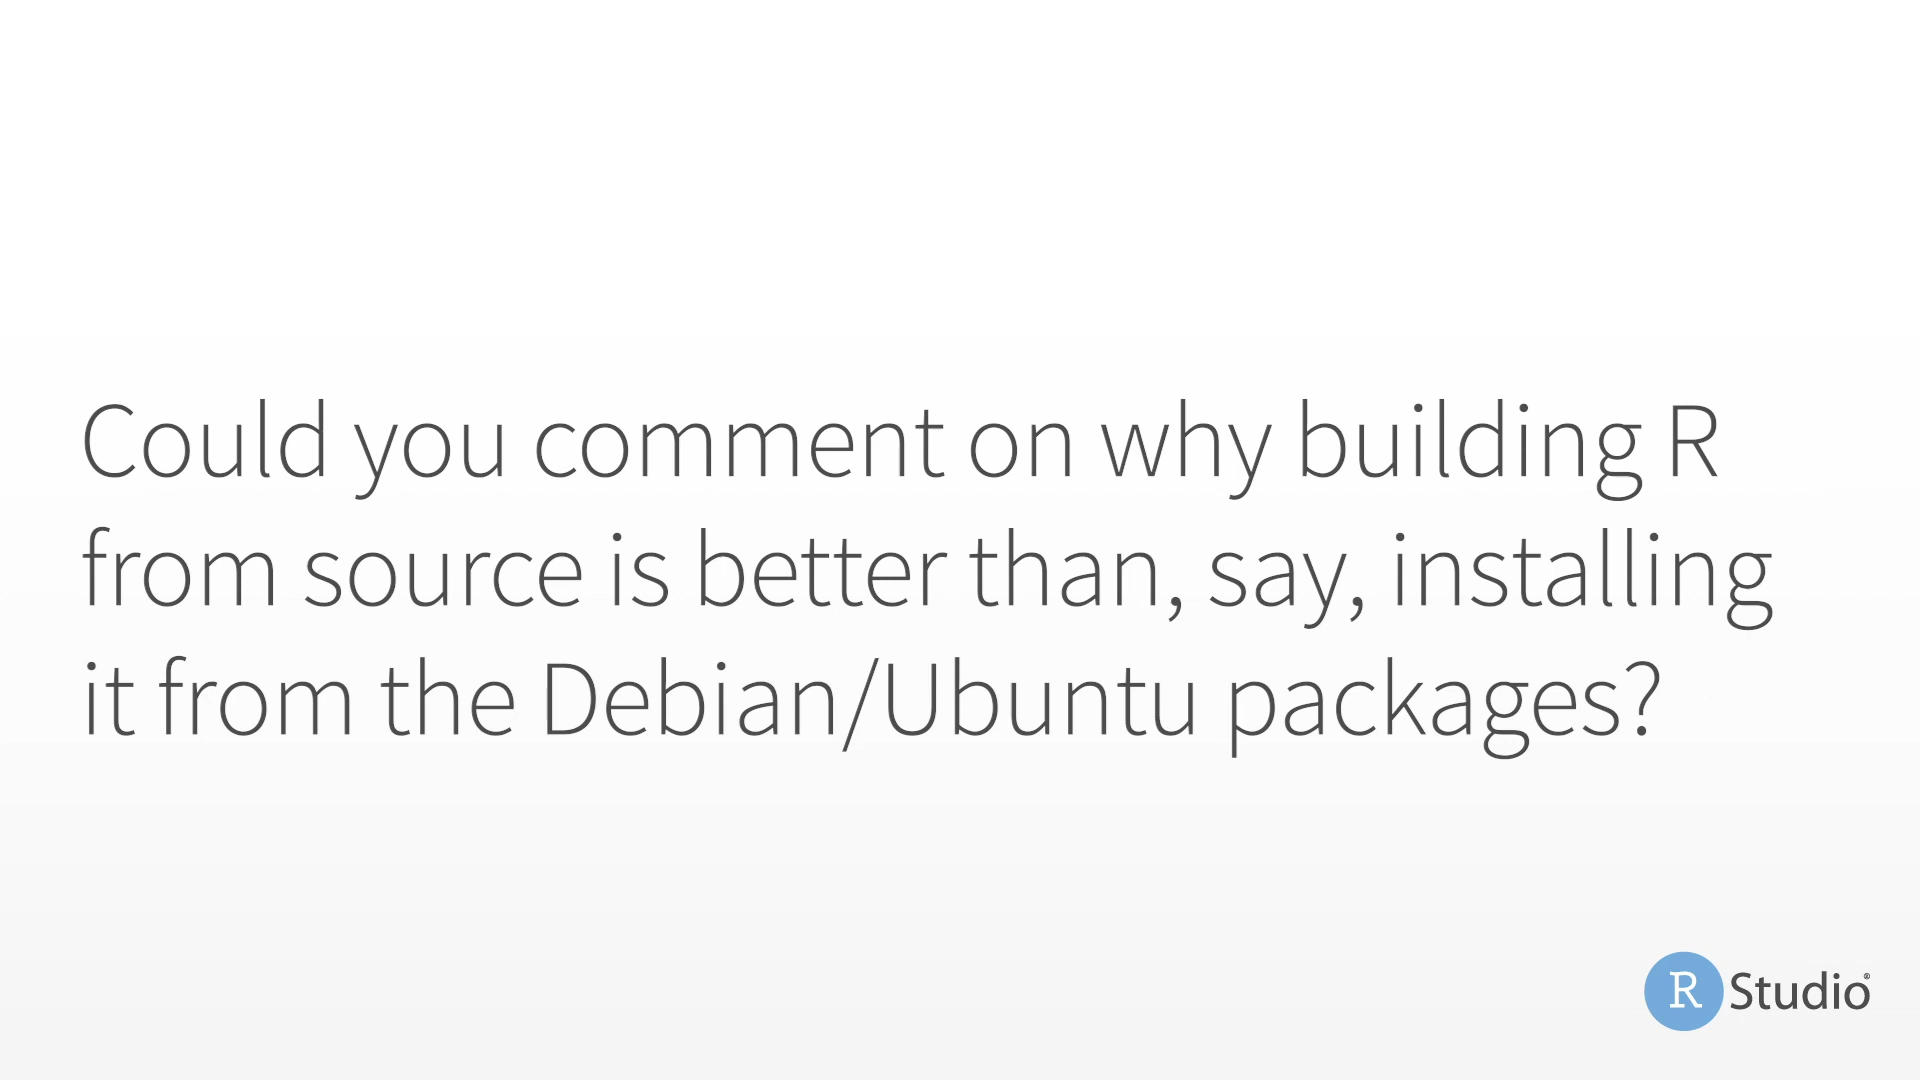 Could you comment on why building R
from source is better than, say, installing
it from the Debian/Ubuntu packages?
R Studio®